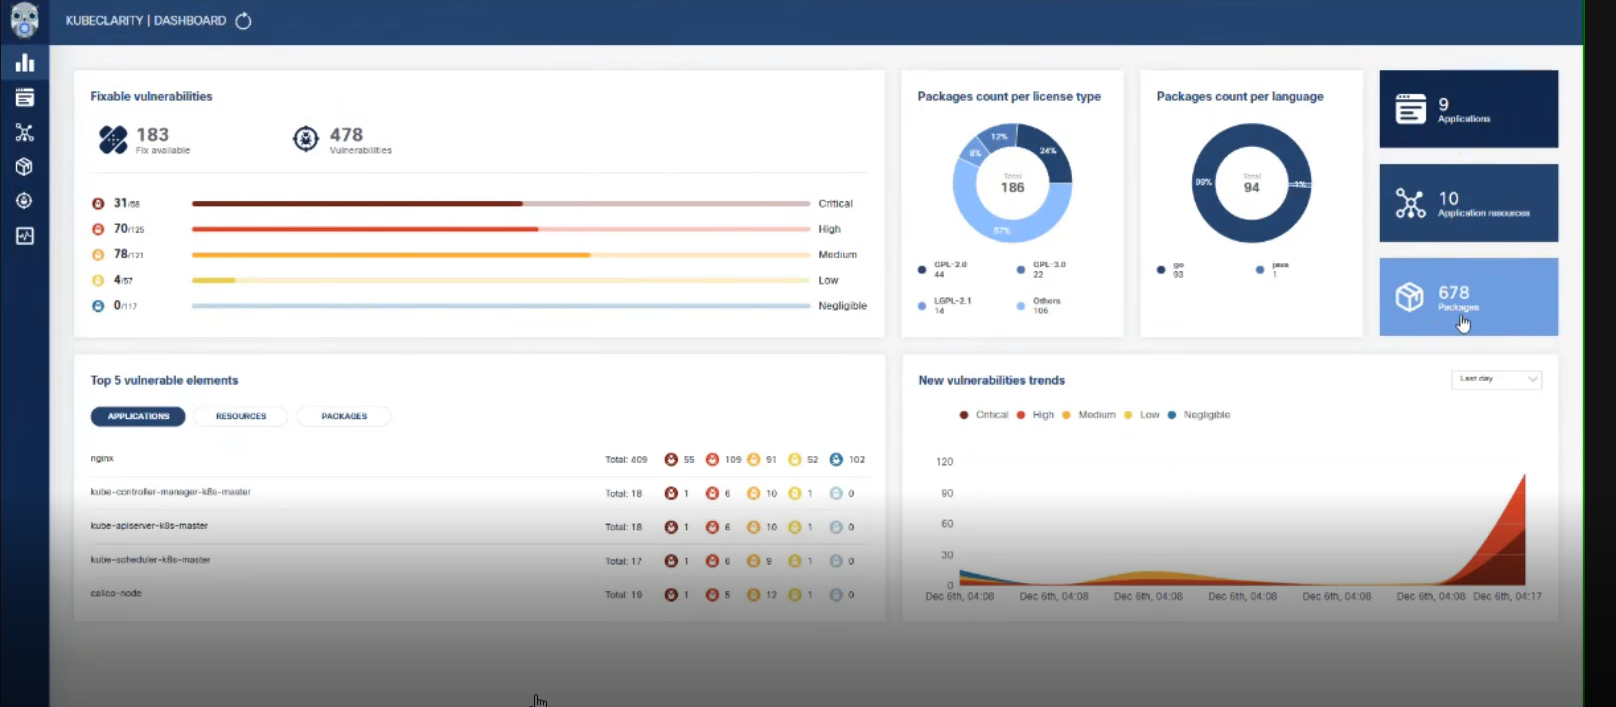 KUBECLARITY | DASHBOARD
Fixable vulnerabilities
183
Fix available
478
Vulnerabilities
31/58 Critical
70/125 High
78/121 Medium
4/57 Low
0/117 Negligible
Packages count per license type
12%
24%
8%
57%
Total
186
GPL-2.0
44
GPL-3.0
22
LGPL-2.1
14
Others
106
Packages count per language
99%
1%
Total
94
go
93
java
1
9
Applications
10
Application resources
678
Packages
Top 5 vulnerable elements
APPLICATIONS RESOURCES PACKAGES
nginx Total: 409 55 109 91 52 102
kube-controller-manager-k8s-master Total: 18 1 6 10 1 0
kube-apiserver-k8s-master Total: 18 1 6 10 1 0
kube-scheduler-k8s-master Total: 17 1 6 9 1 0
calico-node Total: 19 1 5 12 1 0
New vulnerabilities trends
Last day
Critical High Medium Low Negligible
120
90
60
30
0
Dec 6th, 04:08 Dec 6th, 04:08 Dec 6th, 04:08 Dec 6th, 04:08 Dec 6th, 04:08 Dec 6th, 04:08 Dec 6th, 04:17